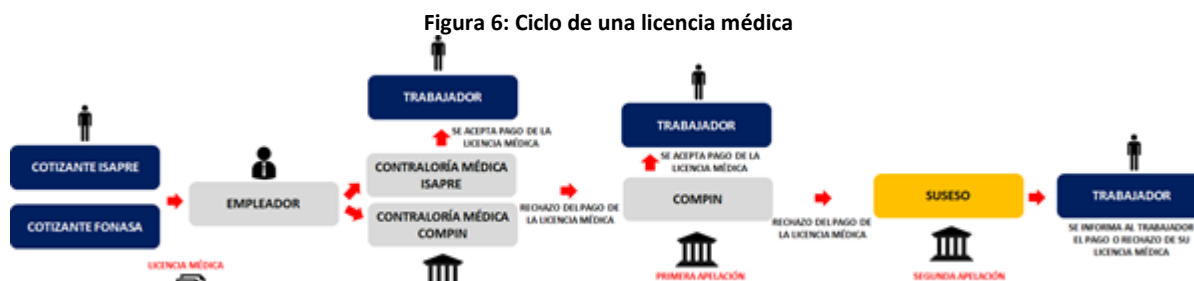 Figura 6: Ciclo de una licencia médica
COTIZANTE ISAPRE
COTIZANTE FONASA
LICENCIA MÉDICA
EMPLEADOR
TRABAJADOR
SE ACEPTA PAGO DE LA
LICENCIA MÉDICA
CONTRALORÍA MÉDICA
ISAPRE
CONTRALORÍA MÉDICA
COMPIN
RECHAZO DEL PAGO DE
LA LICENCIA MÉDICA
TRABAJADOR
SE ACEPTA PAGO DE LA
LICENCIA MÉDICA
COMPIN
PRIMERA APELACIÓN
RECHAZO DEL PAGO DE
LA LICENCIA MÉDICA
SUSESO
SEGUNDA APELACIÓN
TRABAJADOR
SE INFORMA AL TRABAJADOR
EL PAGO O RECHAZO DE SU
LICENCIA MÉDICA